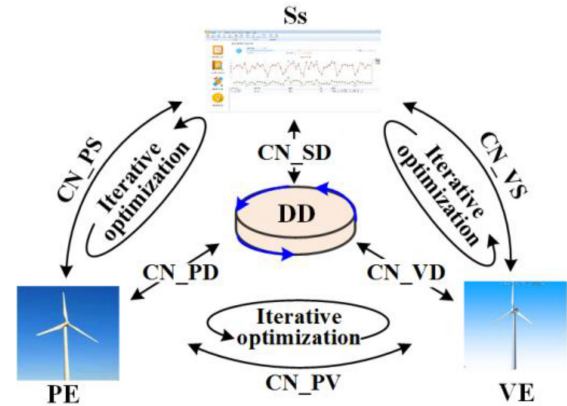 Ss
CN_PS
Iterative
optimization
CN_SD
Iterative
optimization
CN_VS
DD
CN_PD
CN_VD
Iterative
optimization
CN_PV
PE
VE